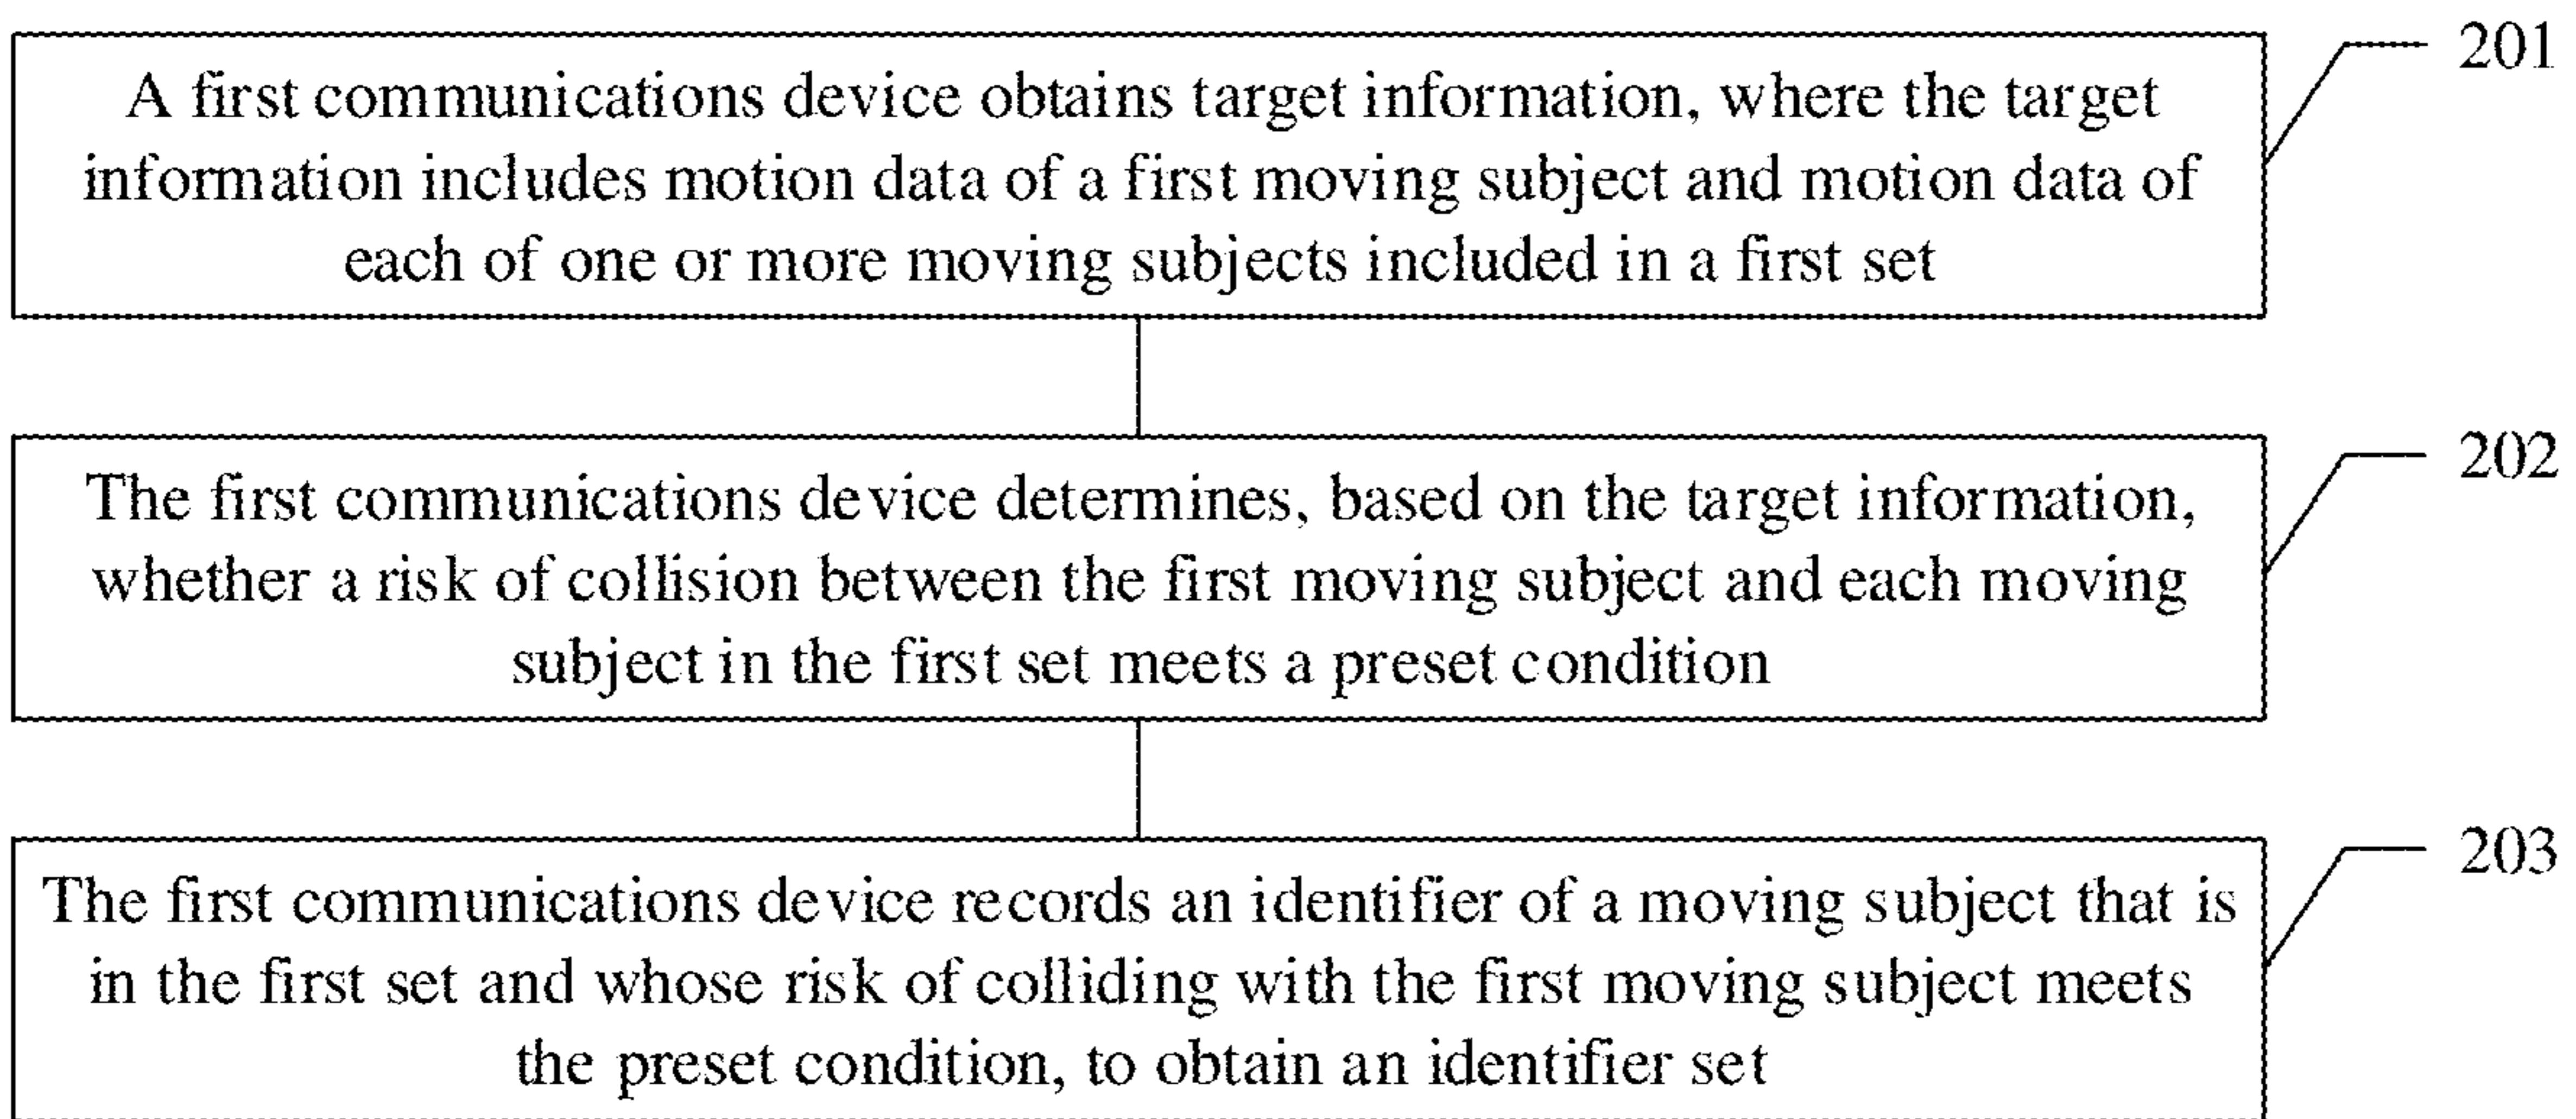 201
A first communications device obtains target information, where the target
information includes motion data of a first moving subject and motion data of
each of one or more moving subjects included in a first set
202
The first communications device determines, based on the target information,
whether a risk of collision between the first moving subject and each moving
subject in the first set meets a preset condition
203
The first communications device records an identifier of a moving subject that is
in the first set and whose risk of colliding with the first moving subject meets
the preset condition, to obtain an identifier set